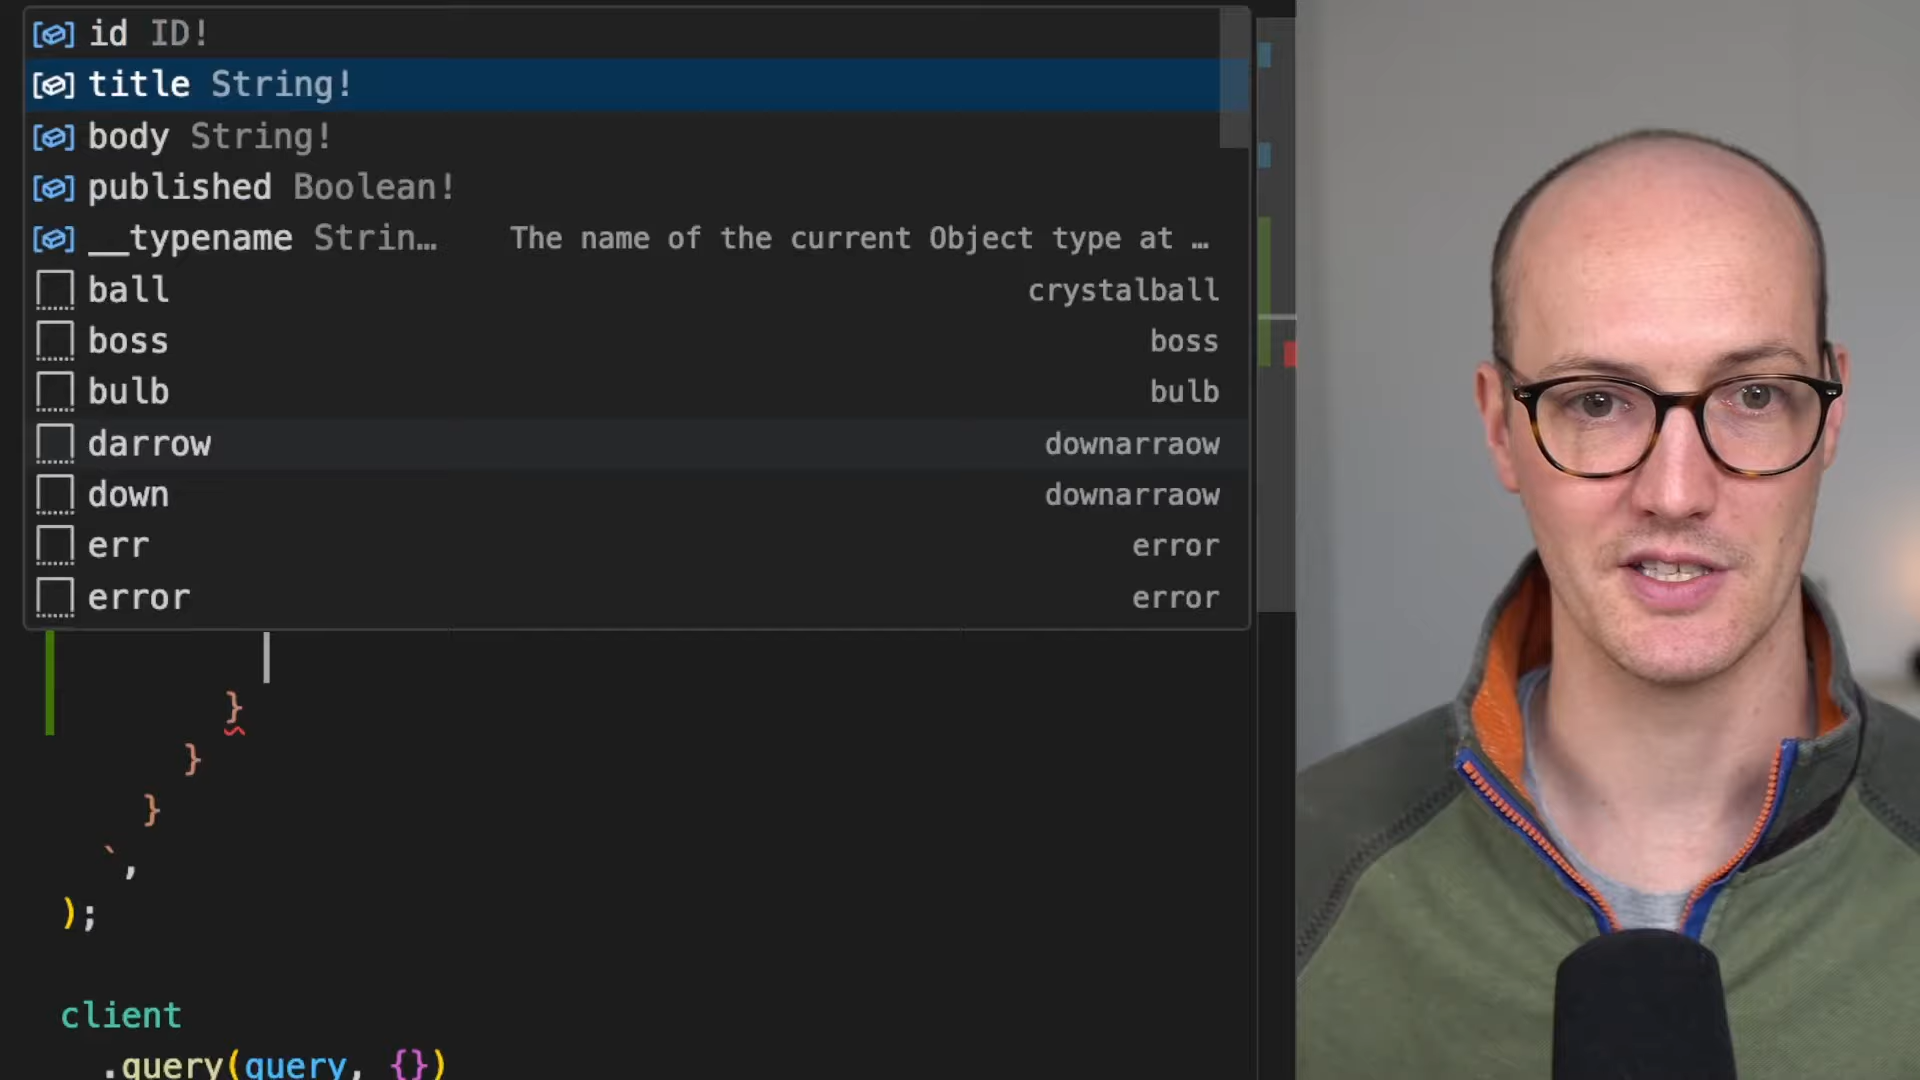 id ID!
title String!
body String!
published Boolean!
__typename Strin… The name of the current Object type at …
ball crystalball
boss boss
bulb bulb
darrow downarraow
down downarraow
err error
error error
}
}
}
`,
);
client
.query(query, {})